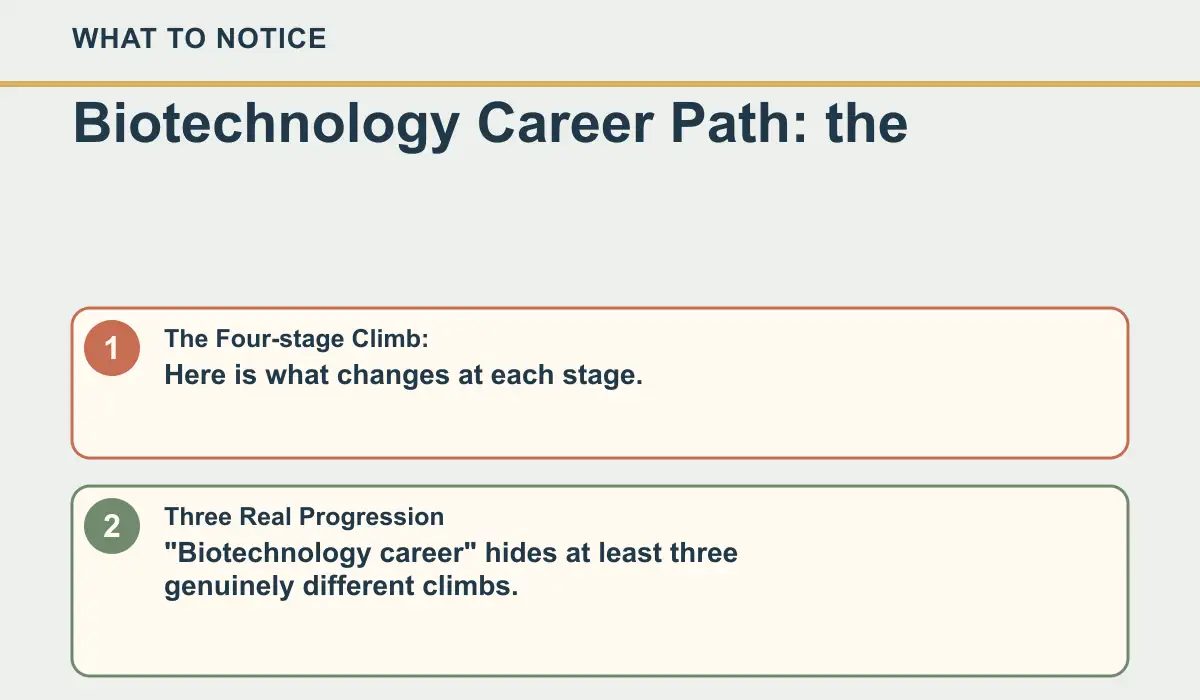 WHAT TO NOTICE
Biotechnology Career Path: the
1
The Four-stage Climb:
Here is what changes at each stage.
2
Three Real Progression
"Biotechnology career" hides at least three
genuinely different climbs.